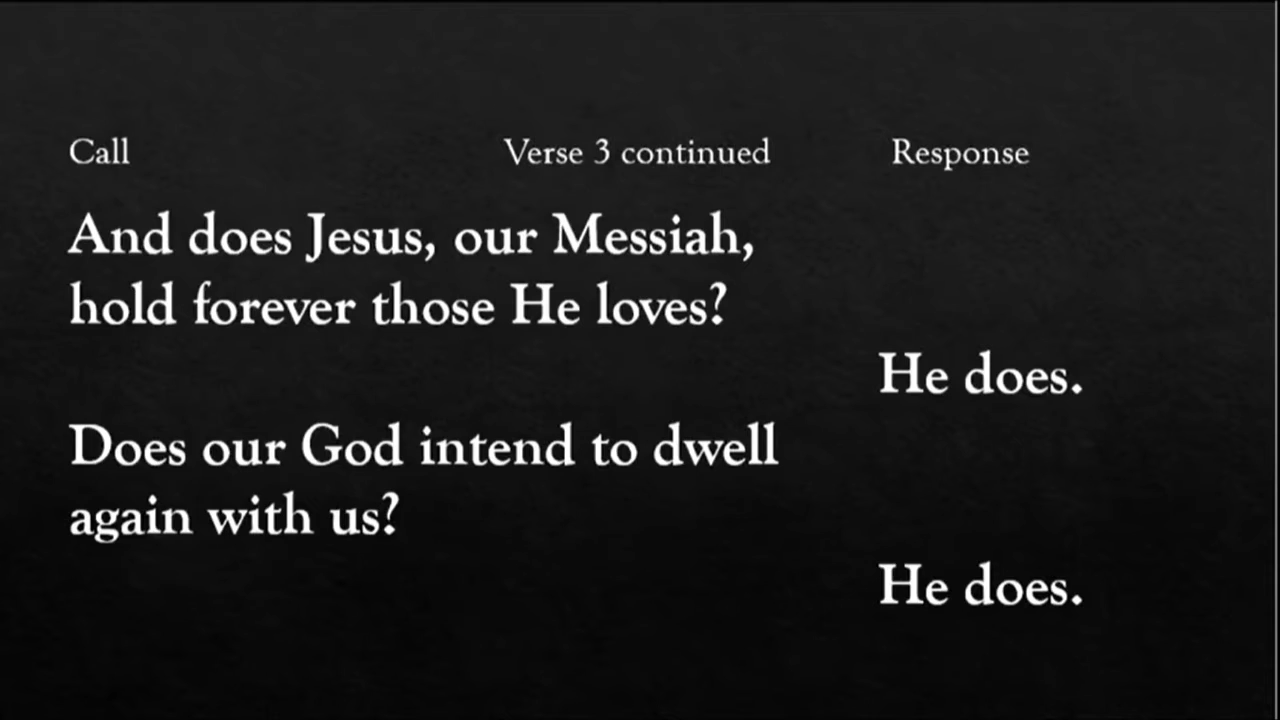 Call Verse 3 continued Response
And does Jesus, our Messiah,
hold forever those He loves?
He does.
Does our God intend to dwell
again with us?
He does.